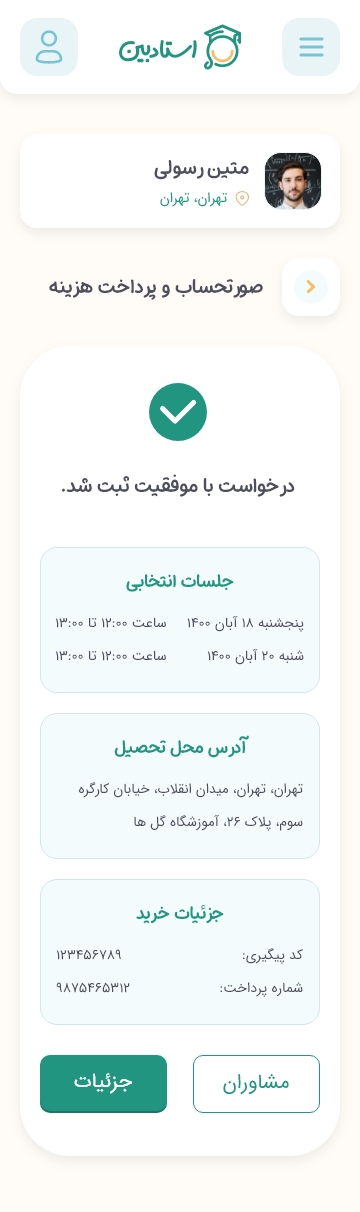 استادبین
متین رسولی
تهران، تهران
صورتحساب و پرداخت هزینه
درخواست با موفقیت ثبت شد.
جلسات انتخابی
پنجشنبه ۱۸ آبان ۱۴۰۰ ساعت ۱۲:۰۰ تا ۱۳:۰۰
شنبه ۲۰ آبان ۱۴۰۰ ساعت ۱۲:۰۰ تا ۱۳:۰۰
آدرس محل تحصیل
تهران، تهران، میدان انقلاب، خیابان کارگره
سوم، پلاک ۲۶، آموزشگاه گل ها
جزئیات خرید
کد پیگیری: ۱۲۳۴۵۶۷۸۹
شماره پرداخت: ۹۸۷۵۴۶۵۳۱۲
مشاوران جزئیات